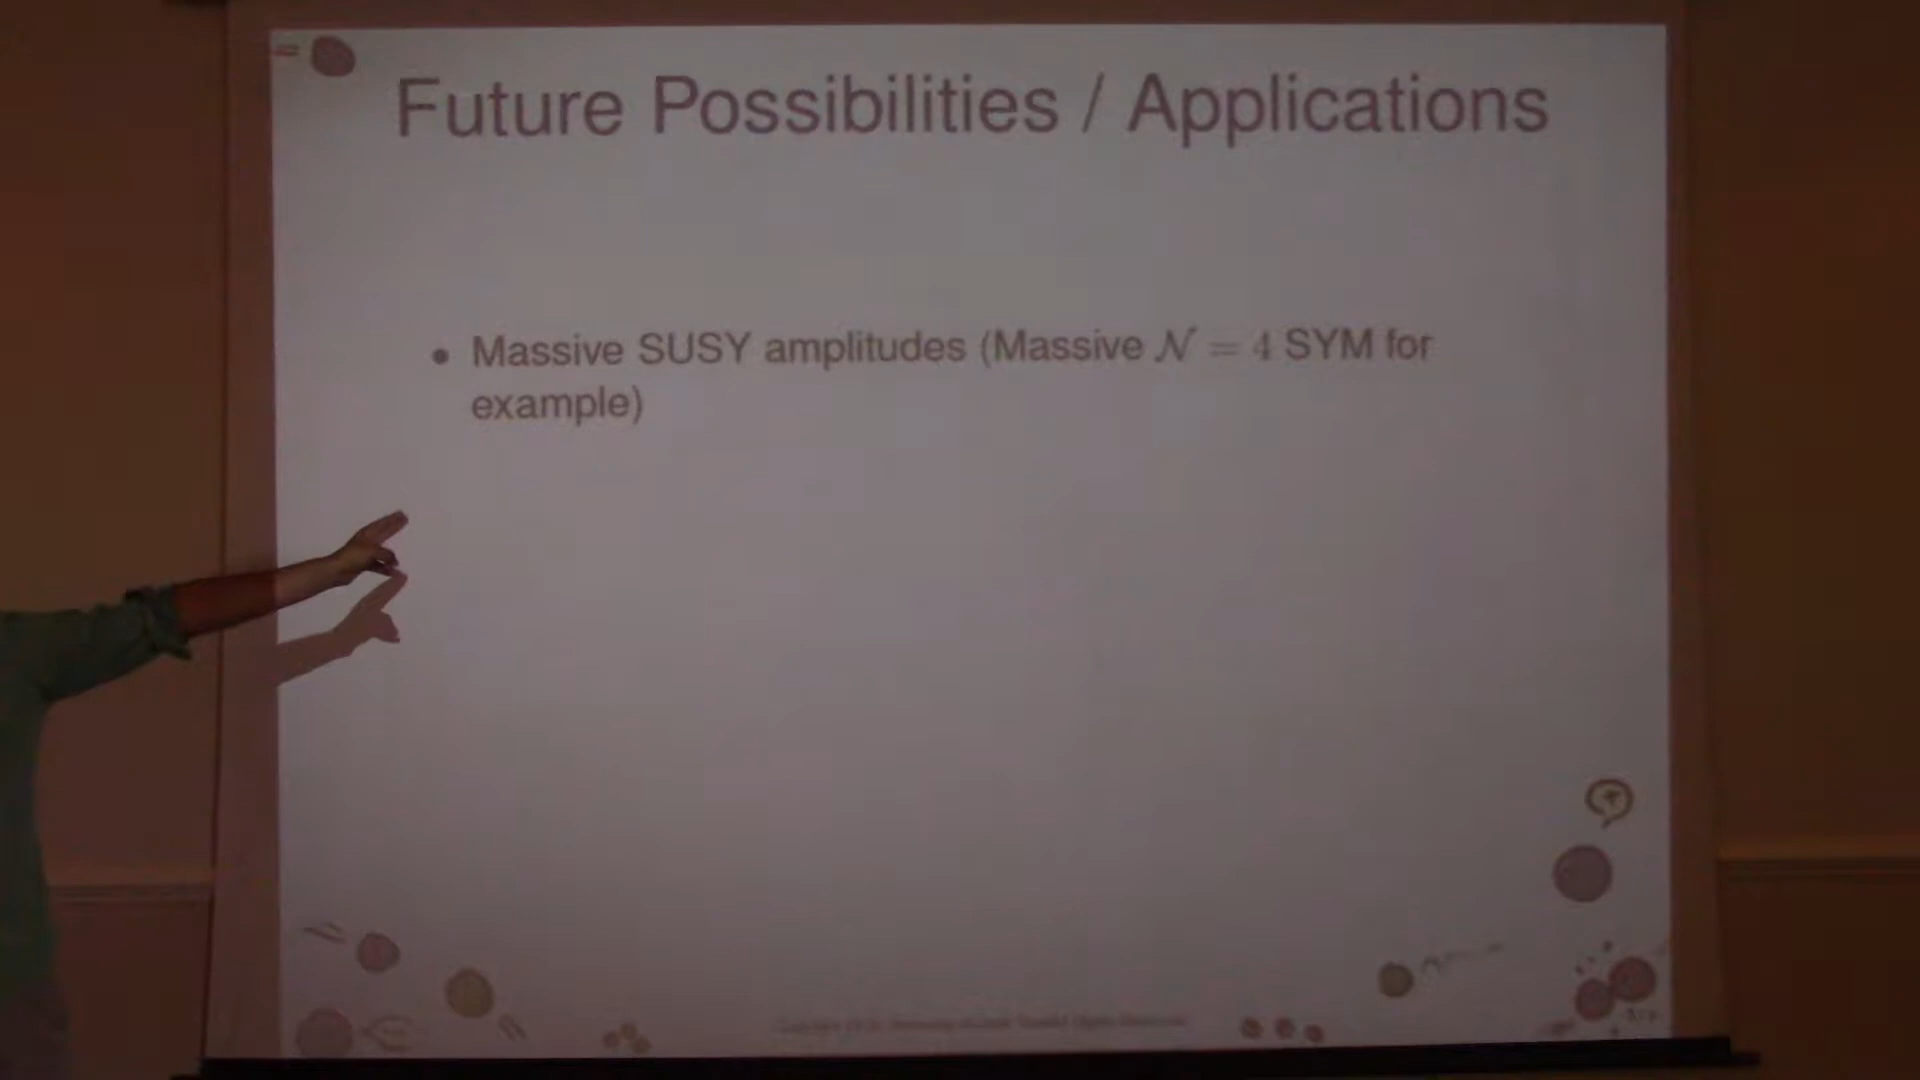 Future Possibilities / Applications
• Massive SUSY amplitudes (Massive 𝒩 = 4 SYM for
example)